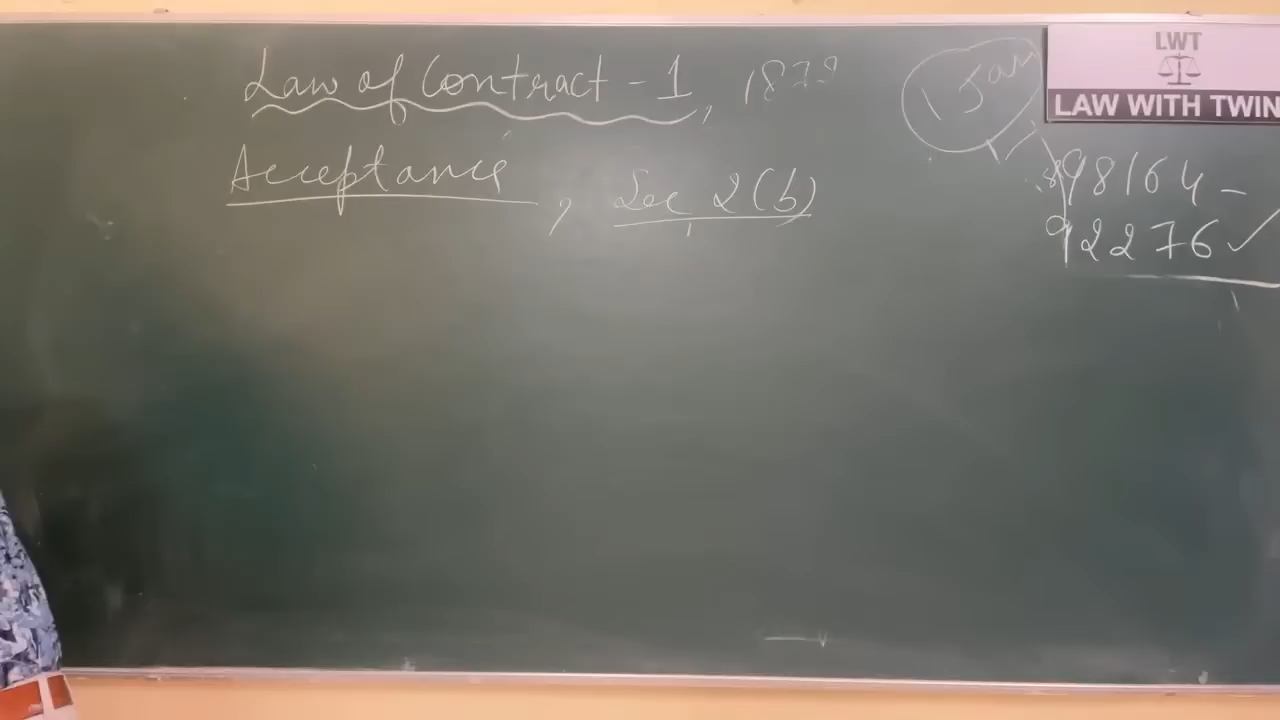 Law of Contract - 1, 1872
Acceptance, Sec 2(b)
1 Jan
LWT
LAW WITH TWIN
98164-
92276